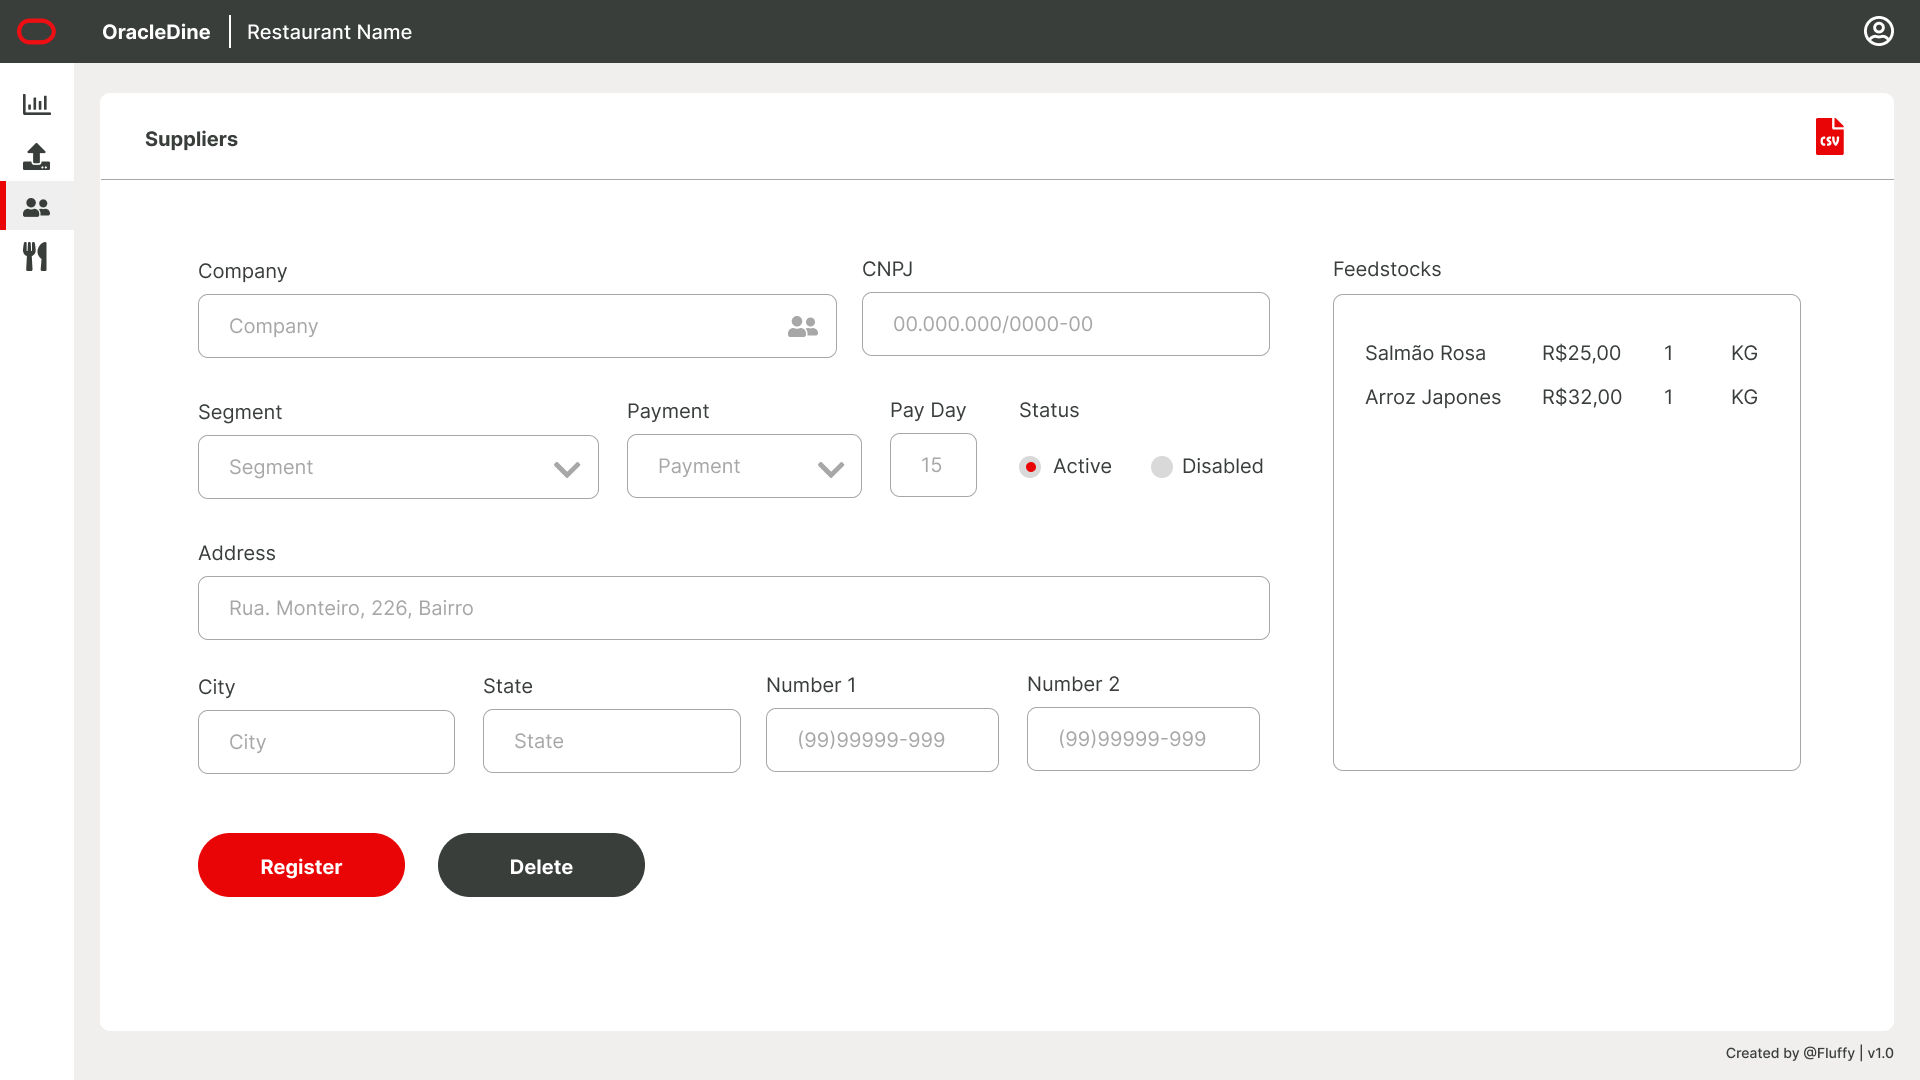 OracleDine
Restaurant Name
Suppliers
CSV
Company
Company
CNPJ
00.000.000/0000-00
Segment
Segment
Payment
Payment
Pay Day
15
Status
Active
Disabled
Address
Rua. Monteiro, 226, Bairro
City
City
State
State
Number 1
(99)99999-999
Number 2
(99)99999-999
Register
Delete
Feedstocks
Salmão Rosa R$25,00 1 KG
Arroz Japones R$32,00 1 KG
Created by @Fluffy | v1.0